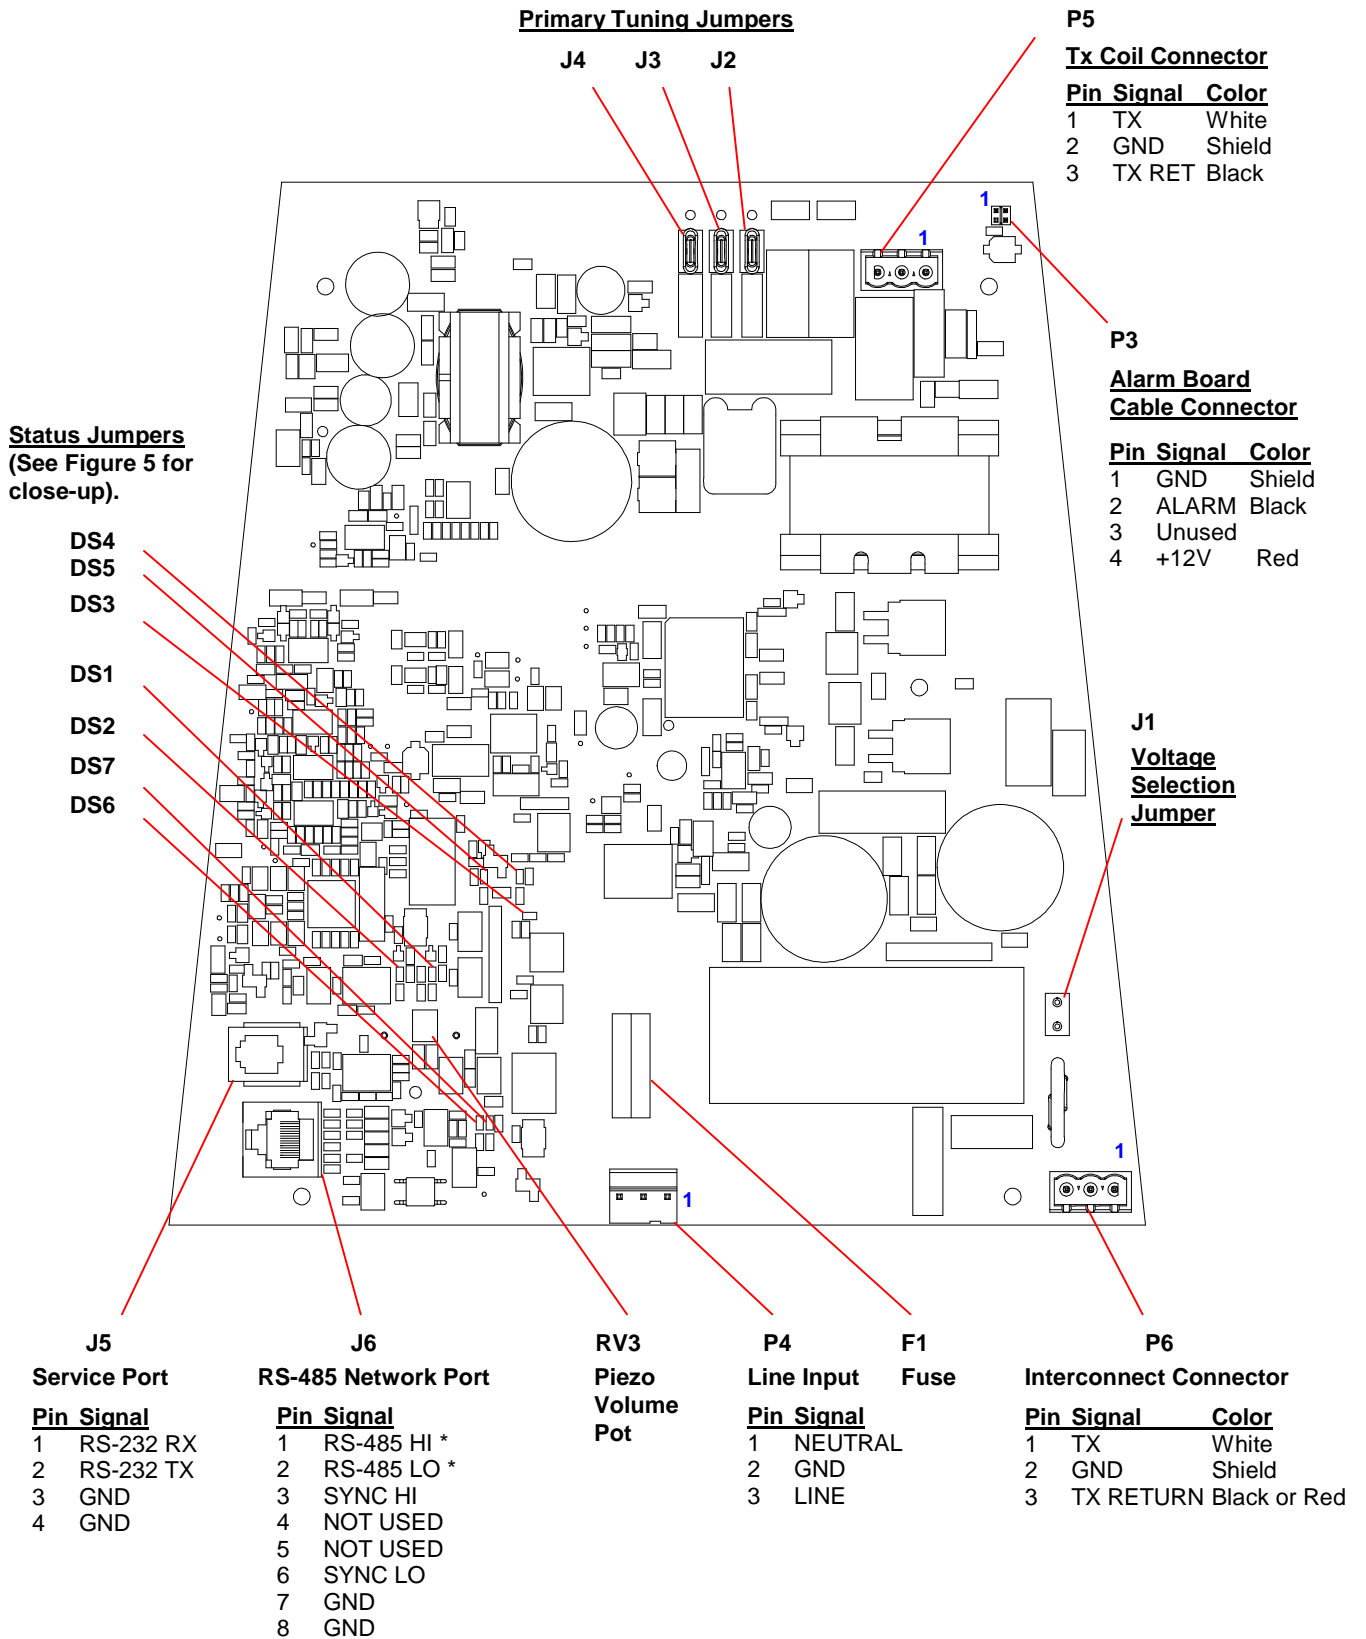 Primary Tuning Jumpers
J4 J3 J2
P5
Tx Coil Connector
Pin Signal Color
1 TX White
2 GND Shield
3 TX RET Black
1
1
P3
Alarm Board
Cable Connector
Pin Signal Color
1 GND Shield
2 ALARM Black
3 Unused
4 +12V Red
Status Jumpers
(See Figure 5 for
close-up).
DS4
DS5
DS3
DS1
DS2
DS7
DS6
J1
Voltage
Selection
Jumper
1
1
J5
Service Port
Pin Signal
1 RS-232 RX
2 RS-232 TX
3 GND
4 GND
J6
RS-485 Network Port
Pin Signal
1 RS-485 HI *
2 RS-485 LO *
3 SYNC HI
4 NOT USED
5 NOT USED
6 SYNC LO
7 GND
8 GND
RV3
Piezo
Volume
Pot
P4
Line Input
Pin Signal
1 NEUTRAL
2 GND
3 LINE
F1
Fuse
P6
Interconnect Connector
Pin Signal Color
1 TX White
2 GND Shield
3 TX RETURN Black or Red